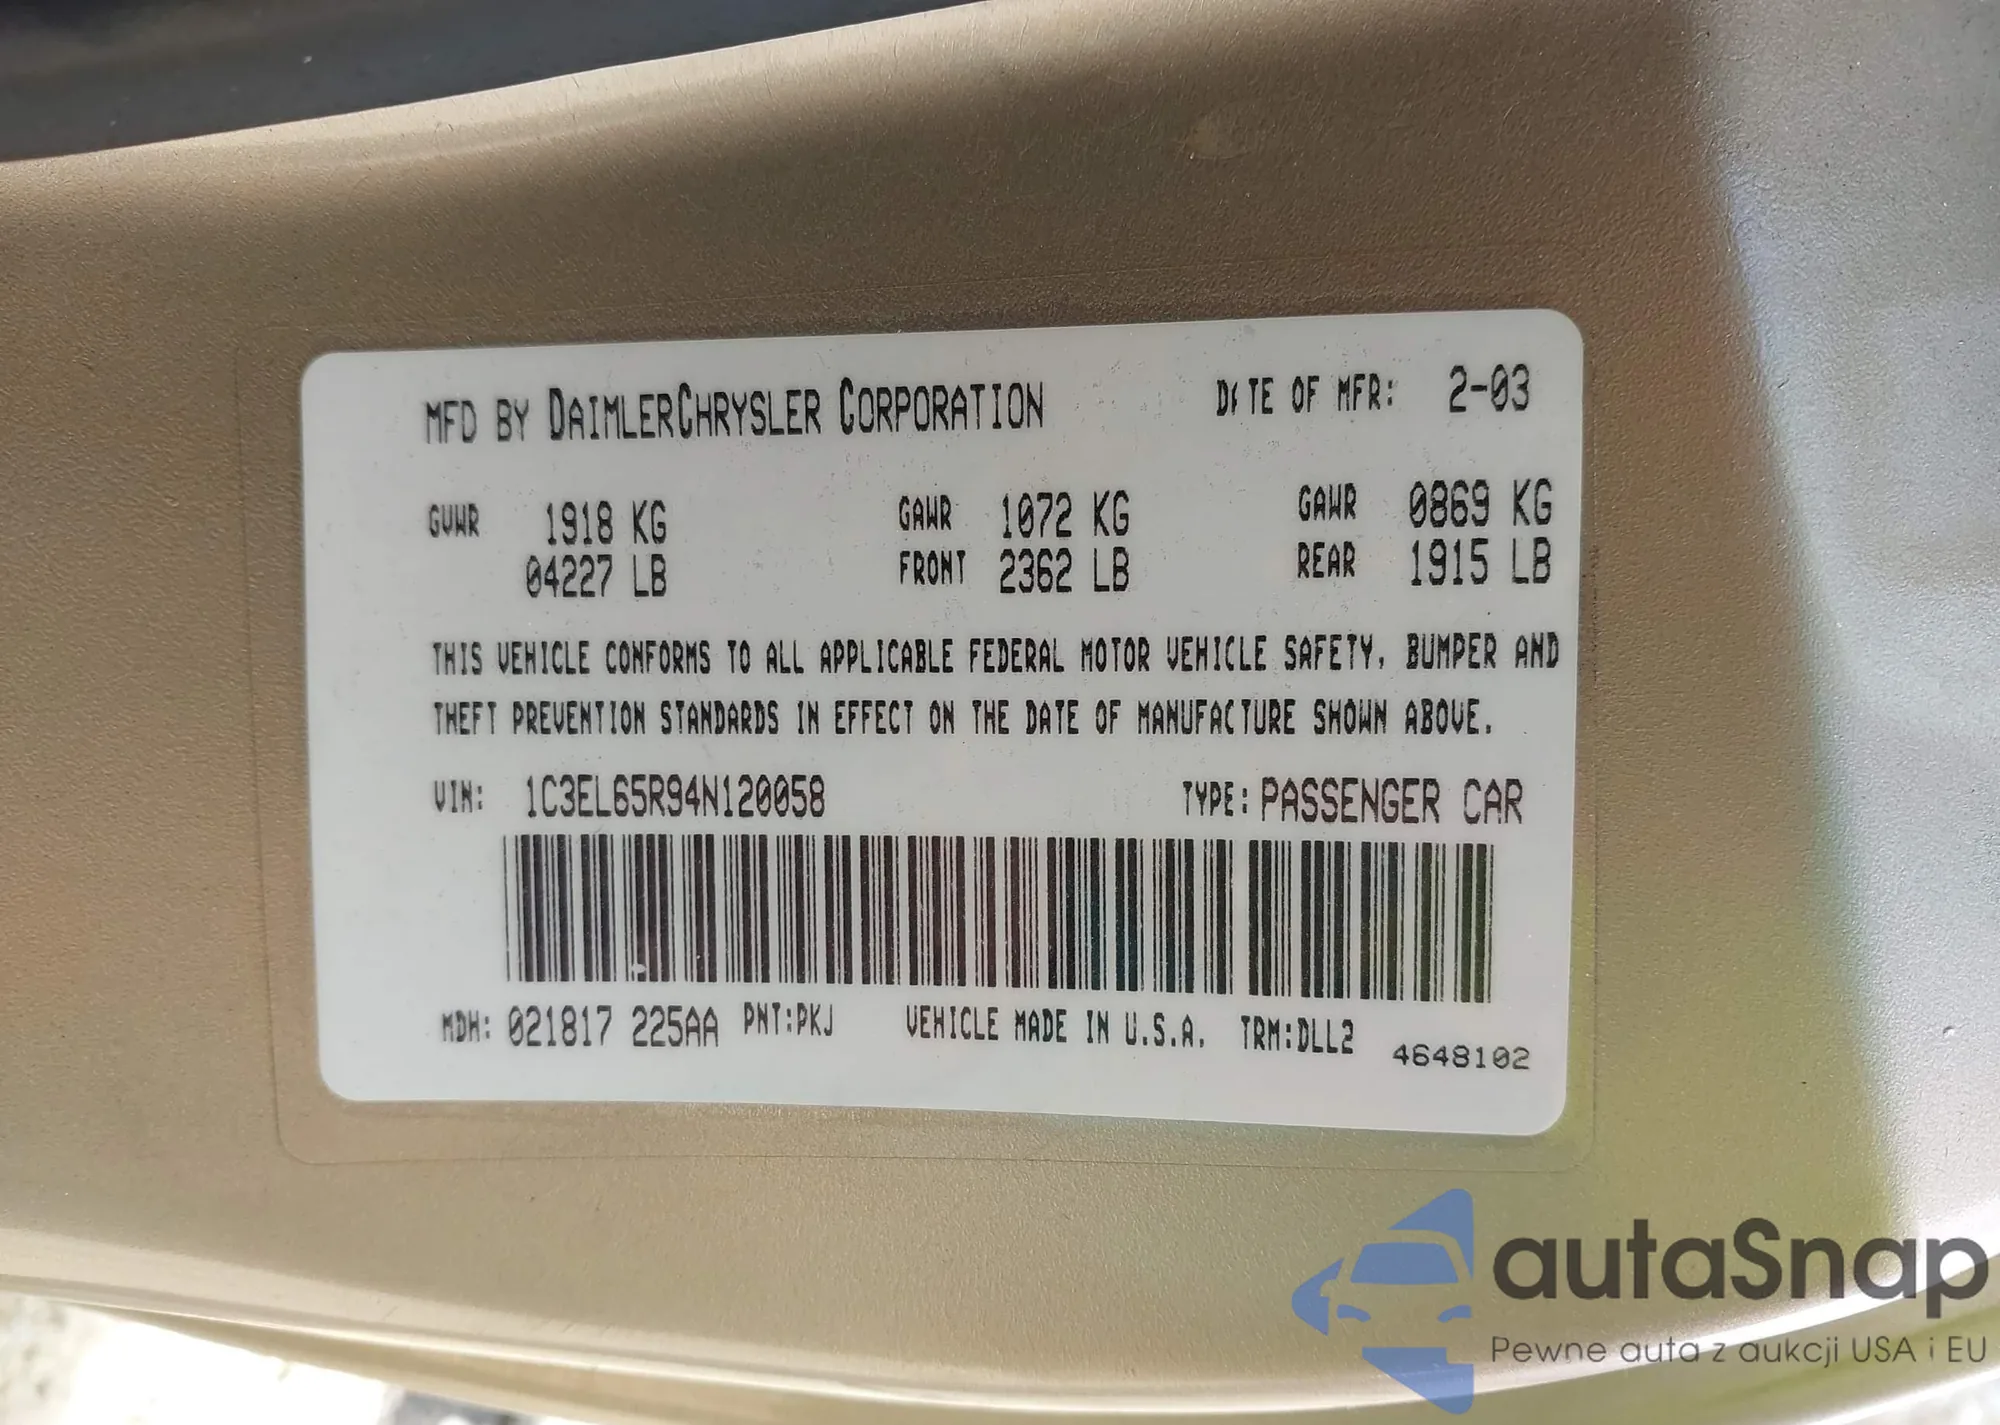 MFD BY DAIMLERCHRYSLER CORPORATION DATE OF MFR: 2-03
GVWR 1918 KG GAWR 1072 KG GAWR 0869 KG
04227 LB FRONT 2362 LB REAR 1915 LB
THIS VEHICLE CONFORMS TO ALL APPLICABLE FEDERAL MOTOR VEHICLE SAFETY, BUMPER AND
THEFT PREVENTION STANDARDS IN EFFECT ON THE DATE OF MANUFACTURE SHOWN ABOVE.
VIN: 1C3EL65R94N120058 TYPE: PASSENGER CAR
MDH: 021817 225AA PNT:PKJ VEHICLE MADE IN U.S.A. TRM:DLL2 4648102
autaSnap
Pewne auta z aukcji USA i EU